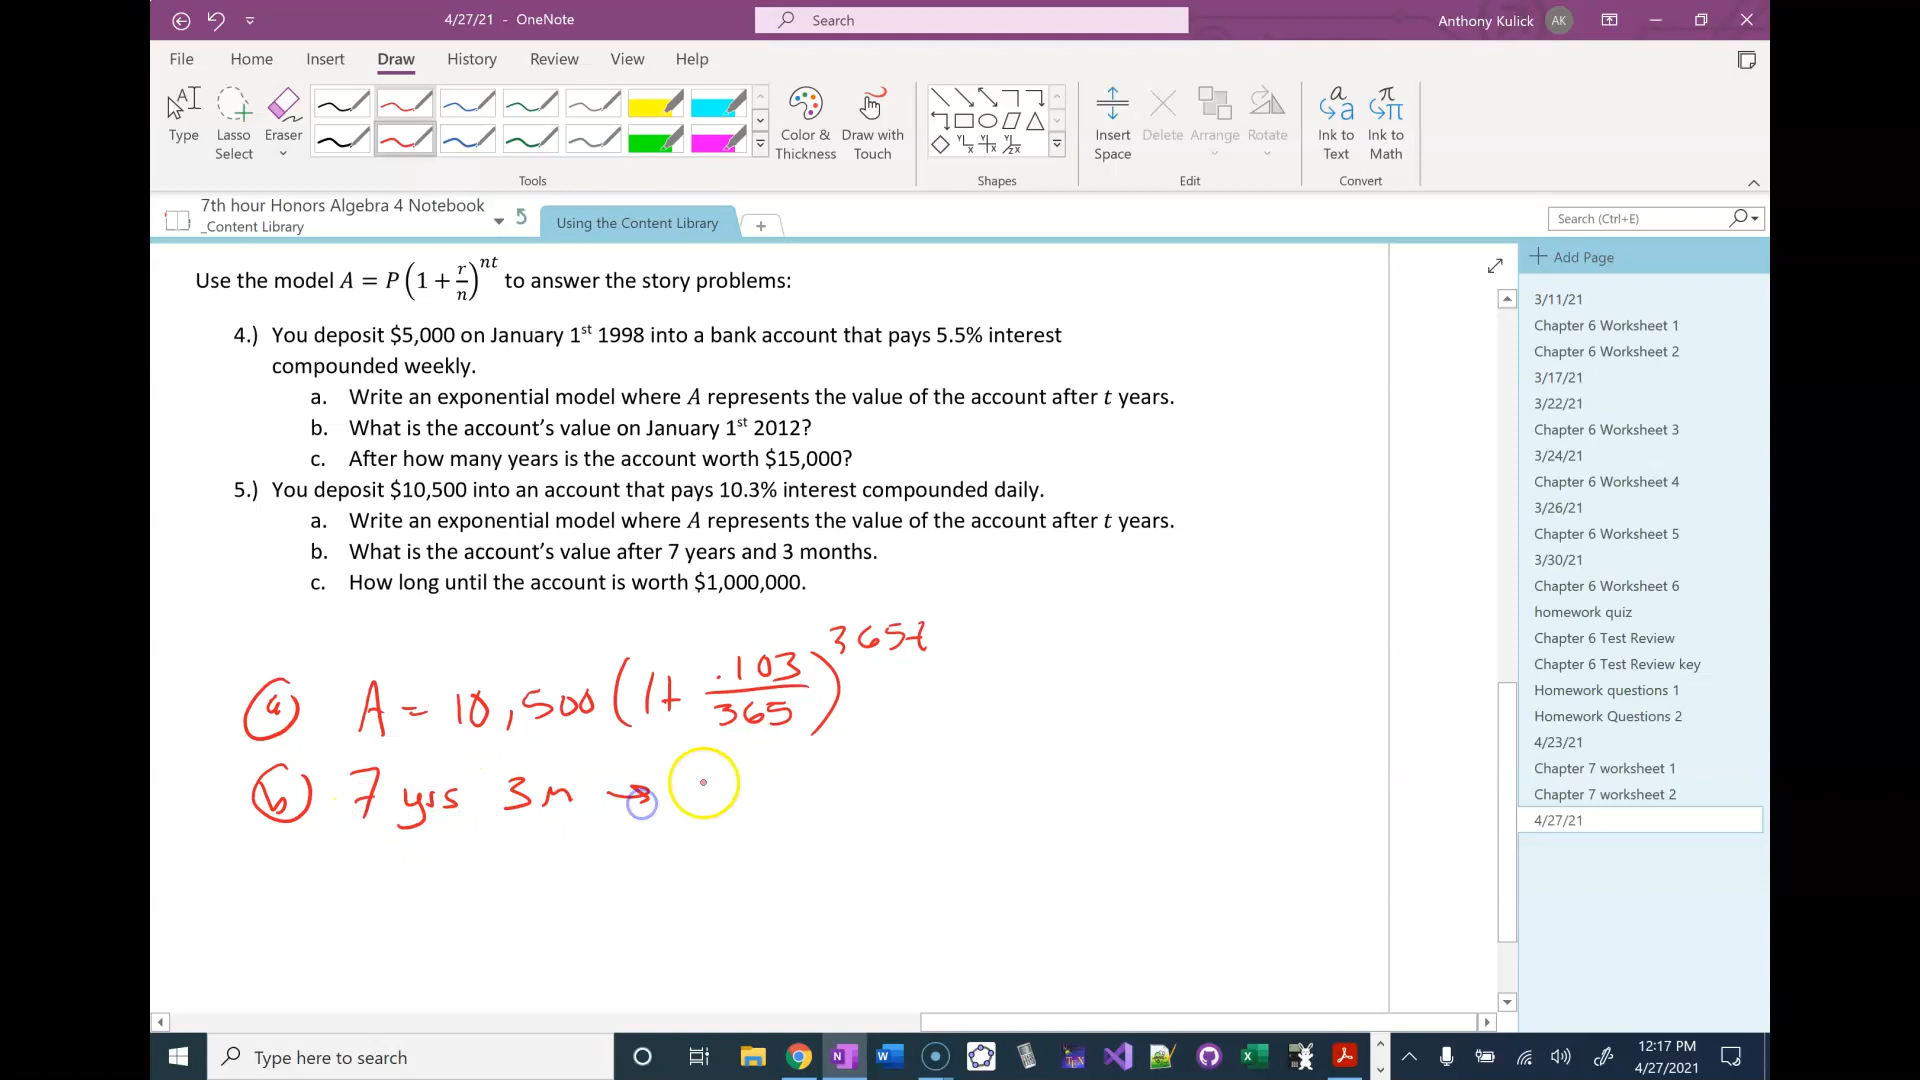 4/27/21 - OneNote
Search
Anthony Kulick
AK
File Home Insert Draw History Review View Help
Type
Lasso Select
Eraser
Color & Thickness
Draw with Touch
Insert Space
Delete
Arrange
Rotate
Ink to Text
Ink to Math
Tools
Shapes
Edit
Convert
7th hour Honors Algebra 4 Notebook
_Content Library
Using the Content Library
Search (Ctrl+E)
Use the model A = P(1 + r/n)^nt to answer the story problems:
4.) You deposit $5,000 on January 1st 1998 into a bank account that pays 5.5% interest
compounded weekly.
a. Write an exponential model where A represents the value of the account after t years.
b. What is the account's value on January 1st 2012?
c. After how many years is the account worth $15,000?
5.) You deposit $10,500 into an account that pays 10.3% interest compounded daily.
a. Write an exponential model where A represents the value of the account after t years.
b. What is the account's value after 7 years and 3 months.
c. How long until the account is worth $1,000,000.
a A = 10,500 (1+ .103/365)^365t
b 7 yrs 3m →
Add Page
3/11/21
Chapter 6 Worksheet 1
Chapter 6 Worksheet 2
3/17/21
3/22/21
Chapter 6 Worksheet 3
3/24/21
Chapter 6 Worksheet 4
3/26/21
Chapter 6 Worksheet 5
3/30/21
Chapter 6 Worksheet 6
homework quiz
Chapter 6 Test Review
Chapter 6 Test Review key
Homework questions 1
Homework Questions 2
4/23/21
Chapter 7 worksheet 1
Chapter 7 worksheet 2
4/27/21
Type here to search
12:17 PM
4/27/2021